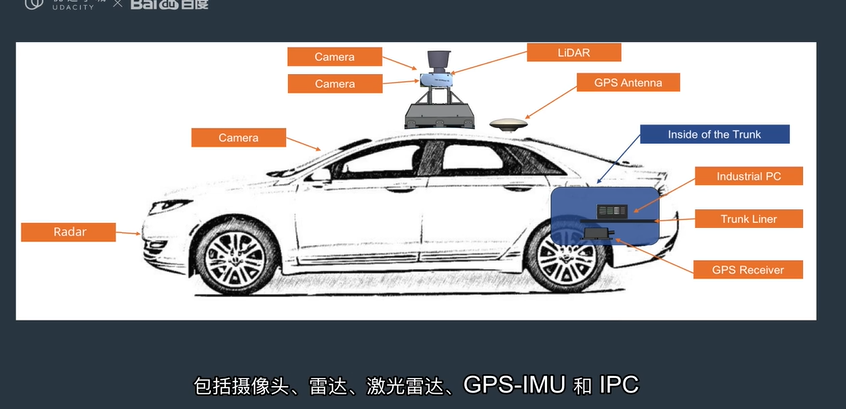 UDACITY × Baidu百度
Camera
LiDAR
Camera
GPS Antenna
Camera
Inside of the Trunk
Industrial PC
Trunk Liner
Radar
GPS Receiver
包括摄像头、雷达、激光雷达、GPS-IMU 和 IPC